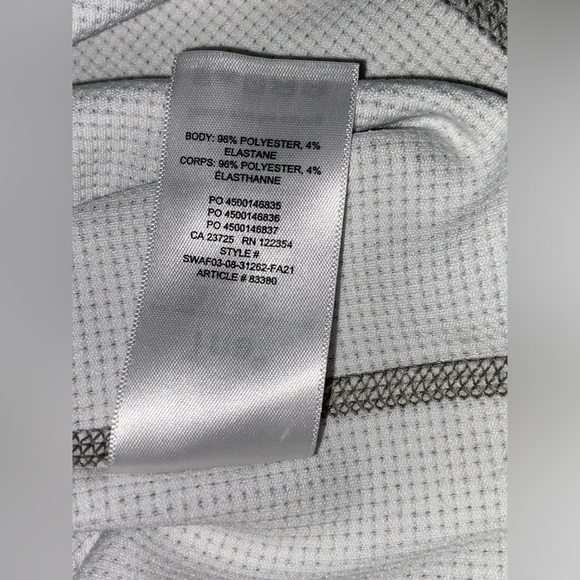 BODY: 96% POLYESTER, 4%
ELASTANE
CORPS: 96% POLYESTER, 4%
ÉLASTHANNE
PO 4500146835
PO 4500146836
PO 4500146837
CA 23725 RN 122354
STYLE #
SWAF03-08-31262-FA21
ARTICLE # 83380